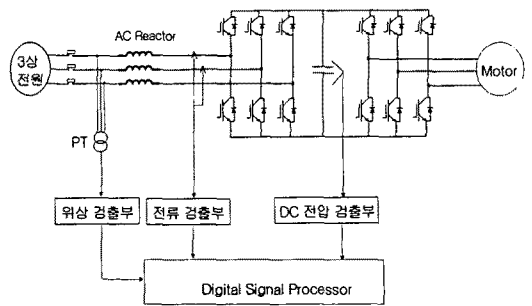 AC Reactor
3상
전원
Motor
PT
위상 검출부
전류 검출부
DC 전압 검출부
Digital Signal Processor